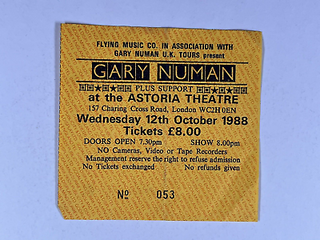 FLYING MUSIC CO. IN ASSOCIATION WITH
GARY NUMAN U.K. TOURS present
GARY NUMAN
PLUS SUPPORT
at the ASTORIA THEATRE
157 Charing Cross Road, London WC2H 0EN
Wednesday 12th October 1988
Tickets £8.00
DOORS OPEN 7.30pm SHOW 8.00pm
NO Cameras, Video or Tape Recorders
Management reserve the right to refuse admission
No Tickets exchanged No refunds given
Nº 053